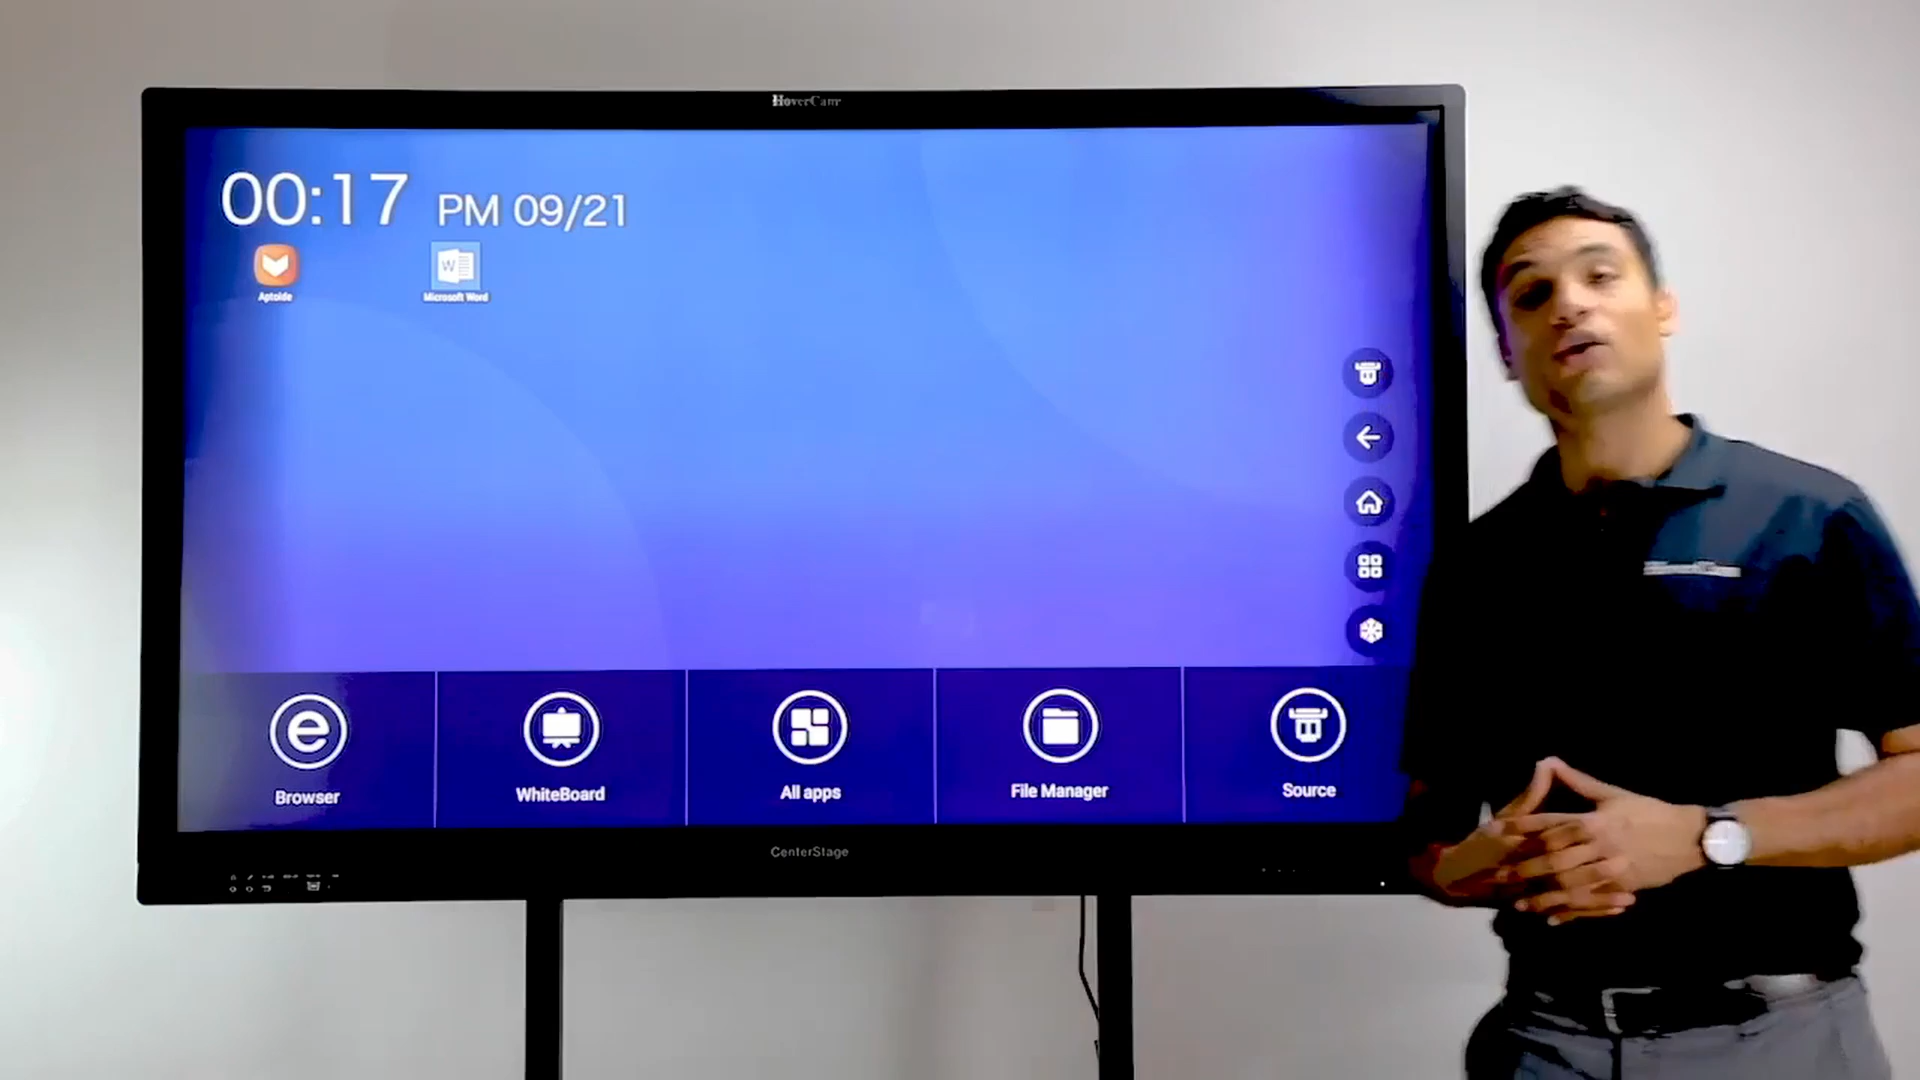 HoverCam
00:17 PM 09/21
Aptoide
Microsoft Word
Browser
WhiteBoard
All apps
File Manager
Source
CenterStage